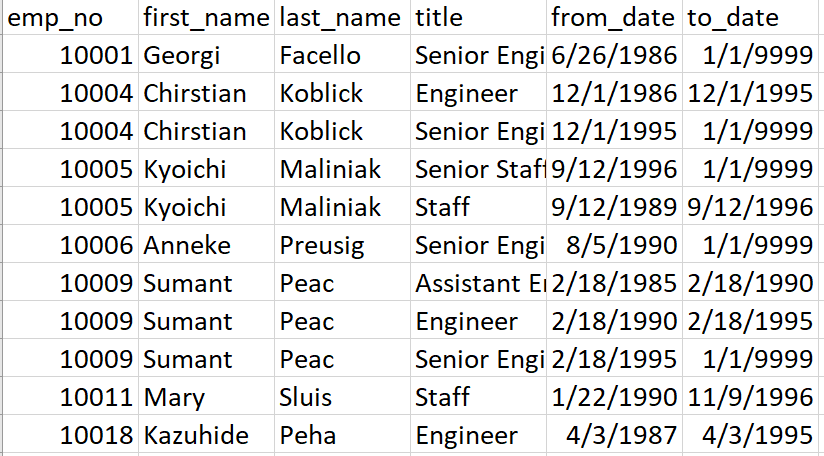 emp_no first_name last_name title from_date to_date
10001 Georgi Facello Senior Engi 6/26/1986 1/1/9999
10004 Chirstian Koblick Engineer 12/1/1986 12/1/1995
10004 Chirstian Koblick Senior Engi 12/1/1995 1/1/9999
10005 Kyoichi Maliniak Senior Staff 9/12/1996 1/1/9999
10005 Kyoichi Maliniak Staff 9/12/1989 9/12/1996
10006 Anneke Preusig Senior Engi 8/5/1990 1/1/9999
10009 Sumant Peac Assistant E 2/18/1985 2/18/1990
10009 Sumant Peac Engineer 2/18/1990 2/18/1995
10009 Sumant Peac Senior Engi 2/18/1995 1/1/9999
10011 Mary Sluis Staff 1/22/1990 11/9/1996
10018 Kazuhide Peha Engineer 4/3/1987 4/3/1995